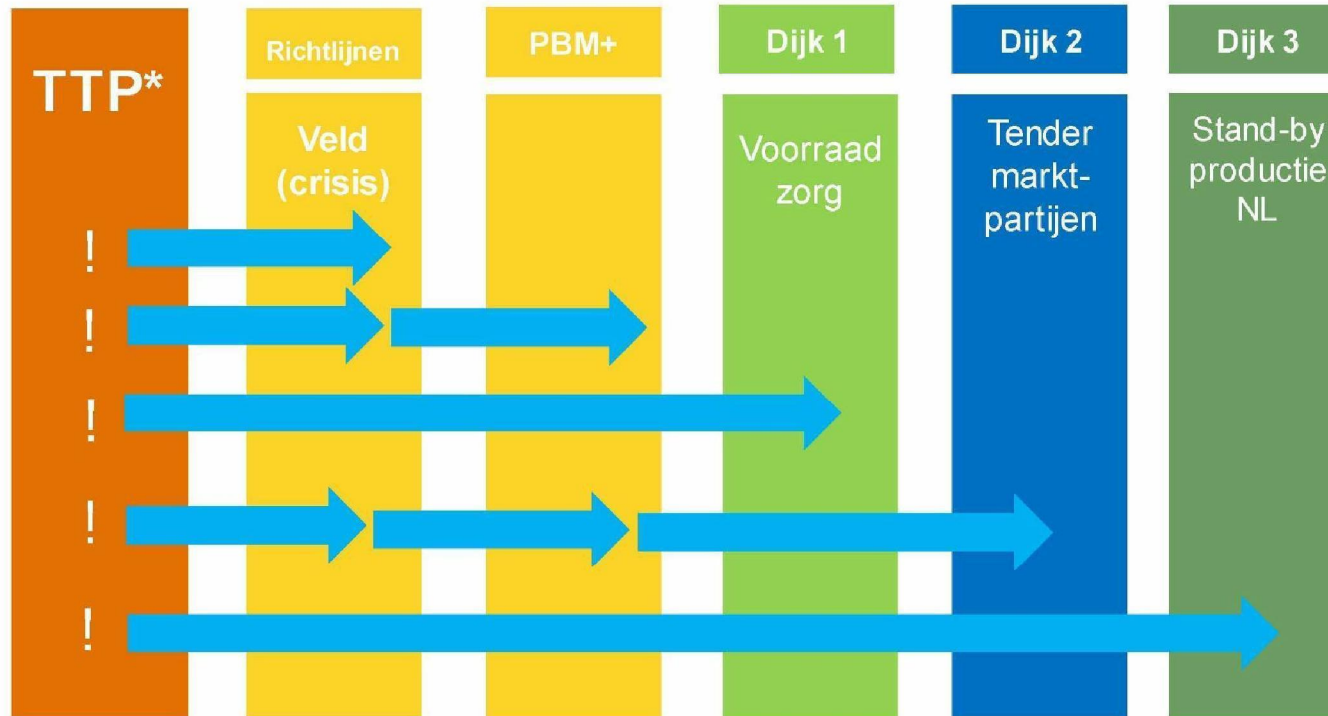 TTP*
!
!
!
!
!
Richtlijnen
Veld
(crisis)
PBM+
Dijk 1
Voorraad
zorg
Dijk 2
Tender
markt-
partijen
Dijk 3
Stand-by
productie
NL